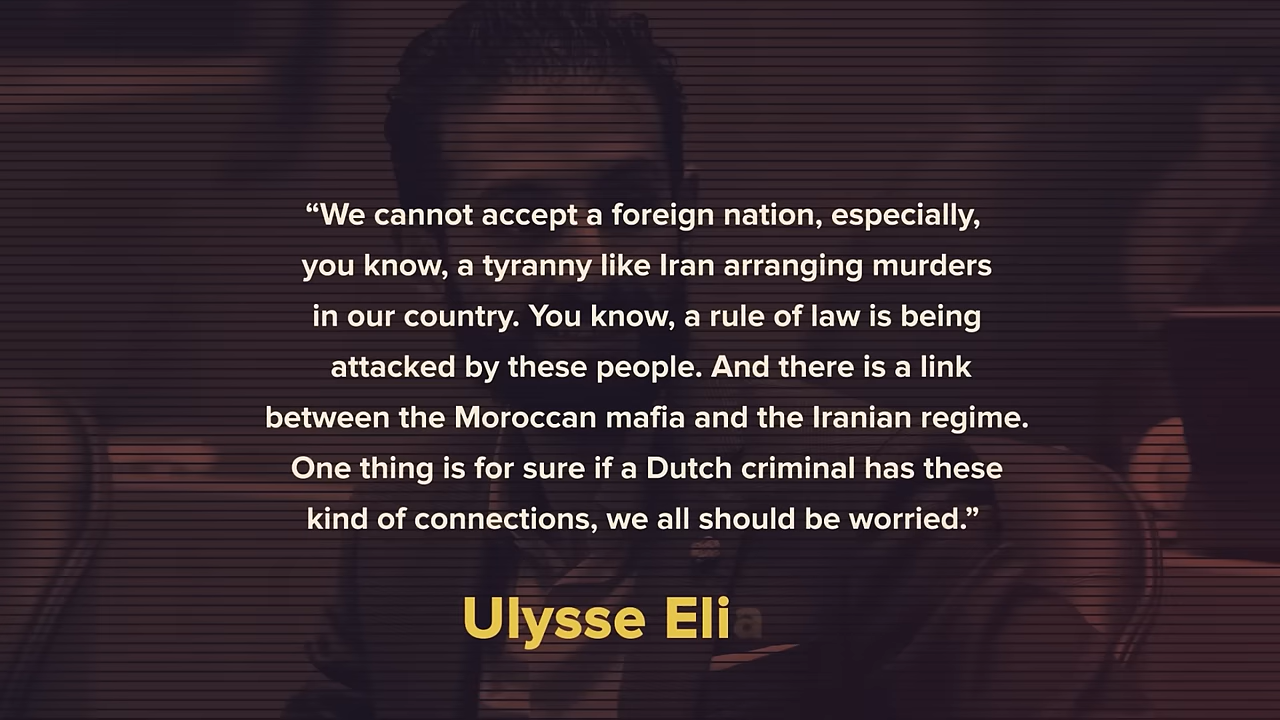 “We cannot accept a foreign nation, especially,
you know, a tyranny like Iran arranging murders
in our country. You know, a rule of law is being
attacked by these people. And there is a link
between the Moroccan mafia and the Iranian regime.
One thing is for sure if a Dutch criminal has these
kind of connections, we all should be worried.”
Ulysse Elia